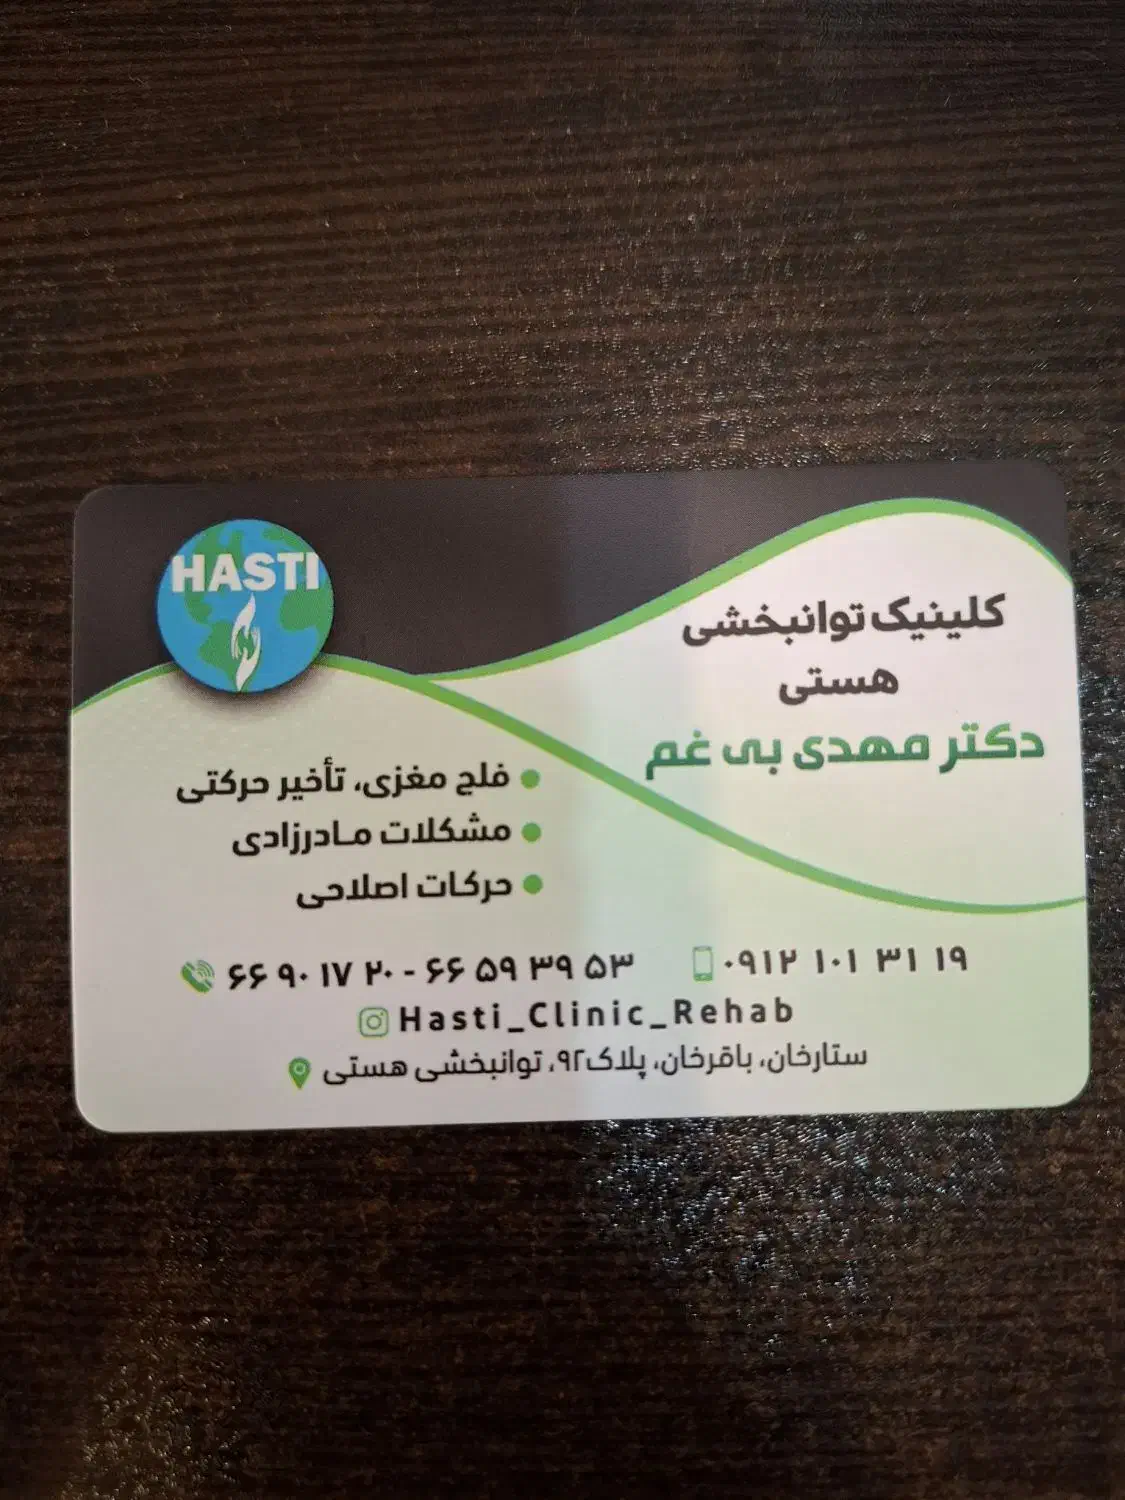 HASTI
کلینیک توانبخشی
هستی
دکتر مهدی بی غم
فلج مغزی، تأخیر حرکتی
مشکلات مادرزادی
حرکات اصلاحی
۰۹۱۲ ۱۰۱ ۳۱ ۱۹
۶۶ ۹۰ ۱۷ ۲۰ - ۶۶ ۵۹ ۳۹ ۵۳
Hasti_Clinic_Rehab
ستارخان، باقرخان، پلاک۹۲، توانبخشی هستی